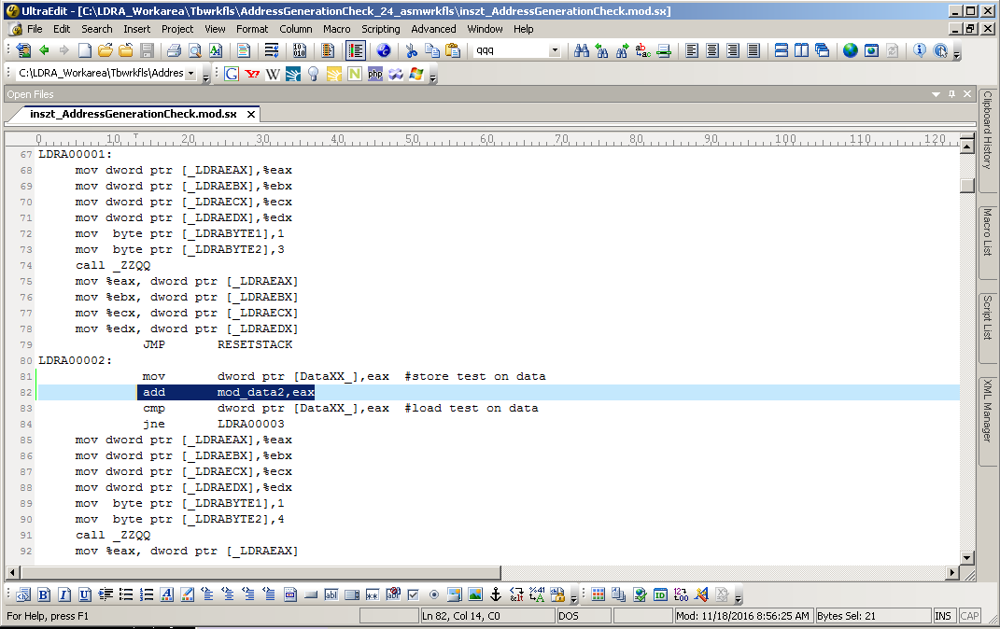 UltraEdit - [C:\LDRA_Workarea\Tbwrkfls\AddressGenerationCheck_24_asmwrkfls\inszt_AddressGenerationCheck.mod.sx]
File Edit Search Insert Project View Format Column Macro Scripting Advanced Window Help
qqq
C:\LDRA_Workarea\Tbwrkfls\Addres
Open Files
inszt_AddressGenerationCheck.mod.sx
0 10 20 30 40 50 60 70 80 90 100 110 120
67 LDRA00001:
68 mov dword ptr [_LDRAEAX],%eax
69 mov dword ptr [_LDRAEBX],%ebx
70 mov dword ptr [_LDRAECX],%ecx
71 mov dword ptr [_LDRAEDX],%edx
72 mov  byte ptr [_LDRABYTE1],1
73 mov  byte ptr [_LDRABYTE2],3
74 call _ZZQQ
75 mov %eax, dword ptr [_LDRAEAX]
76 mov %ebx, dword ptr [_LDRAEBX]
77 mov %ecx, dword ptr [_LDRAECX]
78 mov %edx, dword ptr [_LDRAEDX]
79 JMP RESETSTACK
80 LDRA00002:
81 mov dword ptr [DataXX_],eax #store test on data
82 add mod_data2,eax
83 cmp dword ptr [DataXX_],eax #load test on data
84 jne LDRA00003
85 mov dword ptr [_LDRAEAX],%eax
86 mov dword ptr [_LDRAEBX],%ebx
87 mov dword ptr [_LDRAECX],%ecx
88 mov dword ptr [_LDRAEDX],%edx
89 mov  byte ptr [_LDRABYTE1],1
90 mov  byte ptr [_LDRABYTE2],4
91 call _ZZQQ
92 mov %eax, dword ptr [_LDRAEAX]
Clipboard History
Macro List
Script List
XML Manager
For Help, press F1
Ln 82, Col 14, C0
DOS
Mod: 11/18/2016 8:56:25 AM
Bytes Sel: 21
INS
CAP